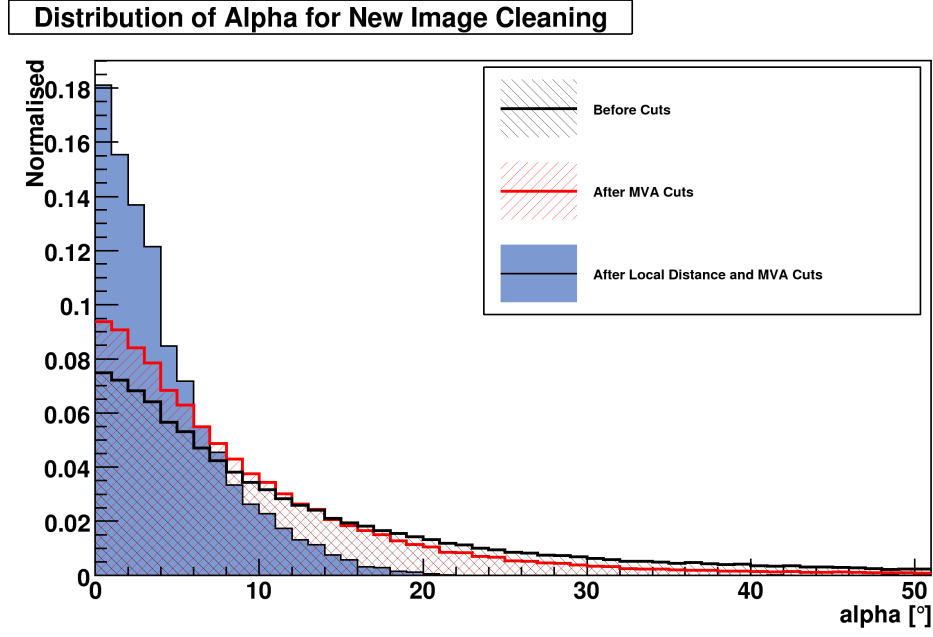 Distribution of Alpha for New Image Cleaning
Normalised
0.18
0.16
0.14
0.12
0.1
0.08
0.06
0.04
0.02
0
Before Cuts
After MVA Cuts
After Local Distance and MVA Cuts
0 10 20 30 40 50
alpha [°]